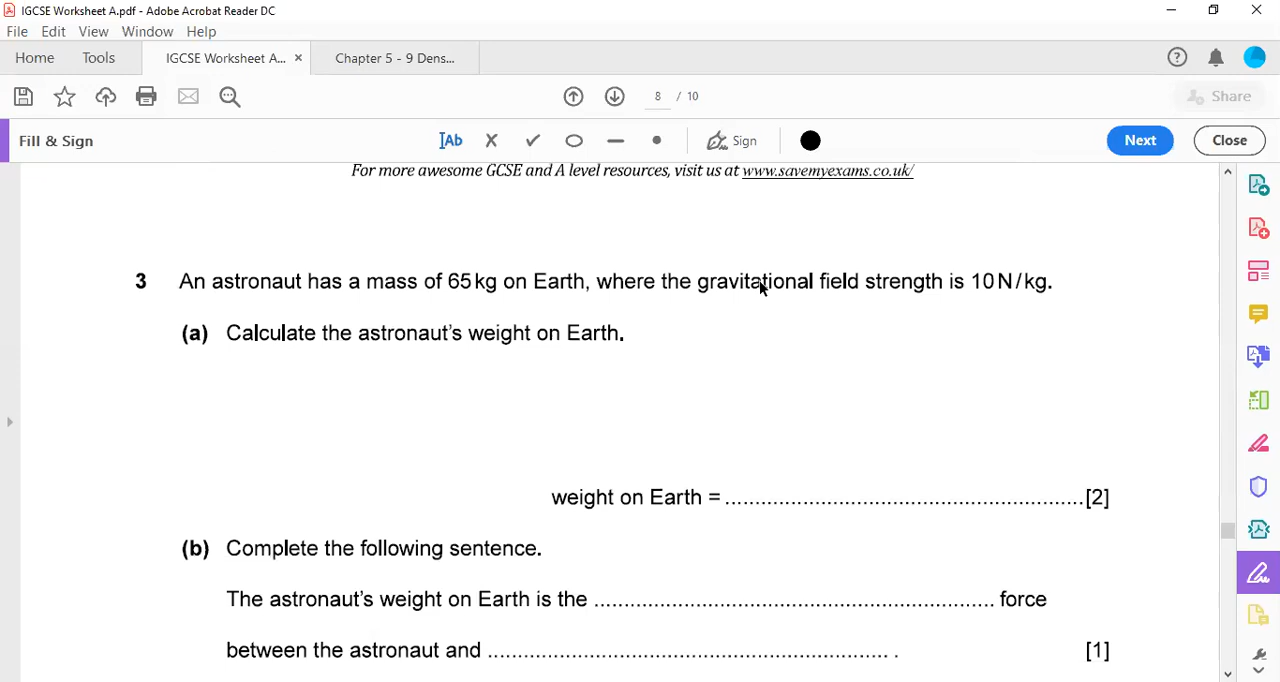 IGCSE Worksheet A.pdf - Adobe Acrobat Reader DC
File Edit View Window Help
Home Tools IGCSE Worksheet A... × Chapter 5 - 9 Dens...
8 / 10 Share
Fill & Sign Ab Sign Next Close
For more awesome GCSE and A level resources, visit us at www.savemyexams.co.uk/
3 An astronaut has a mass of 65 kg on Earth, where the gravitational field strength is 10 N/kg.
(a) Calculate the astronaut's weight on Earth.
weight on Earth = ............................................................[2]
(b) Complete the following sentence.
The astronaut's weight on Earth is the .................................................................. force
between the astronaut and .................................................................. . [1]